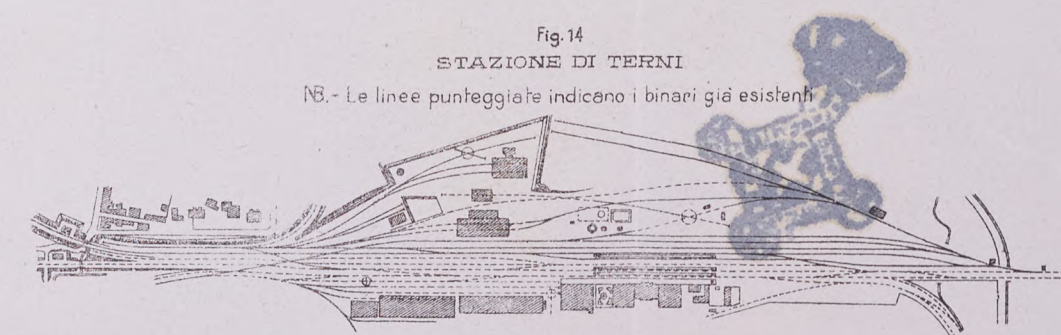 Fig. 14
STAZIONE DI TERNI
NB.- Le linee punteggiate indicano i binari già esistenti